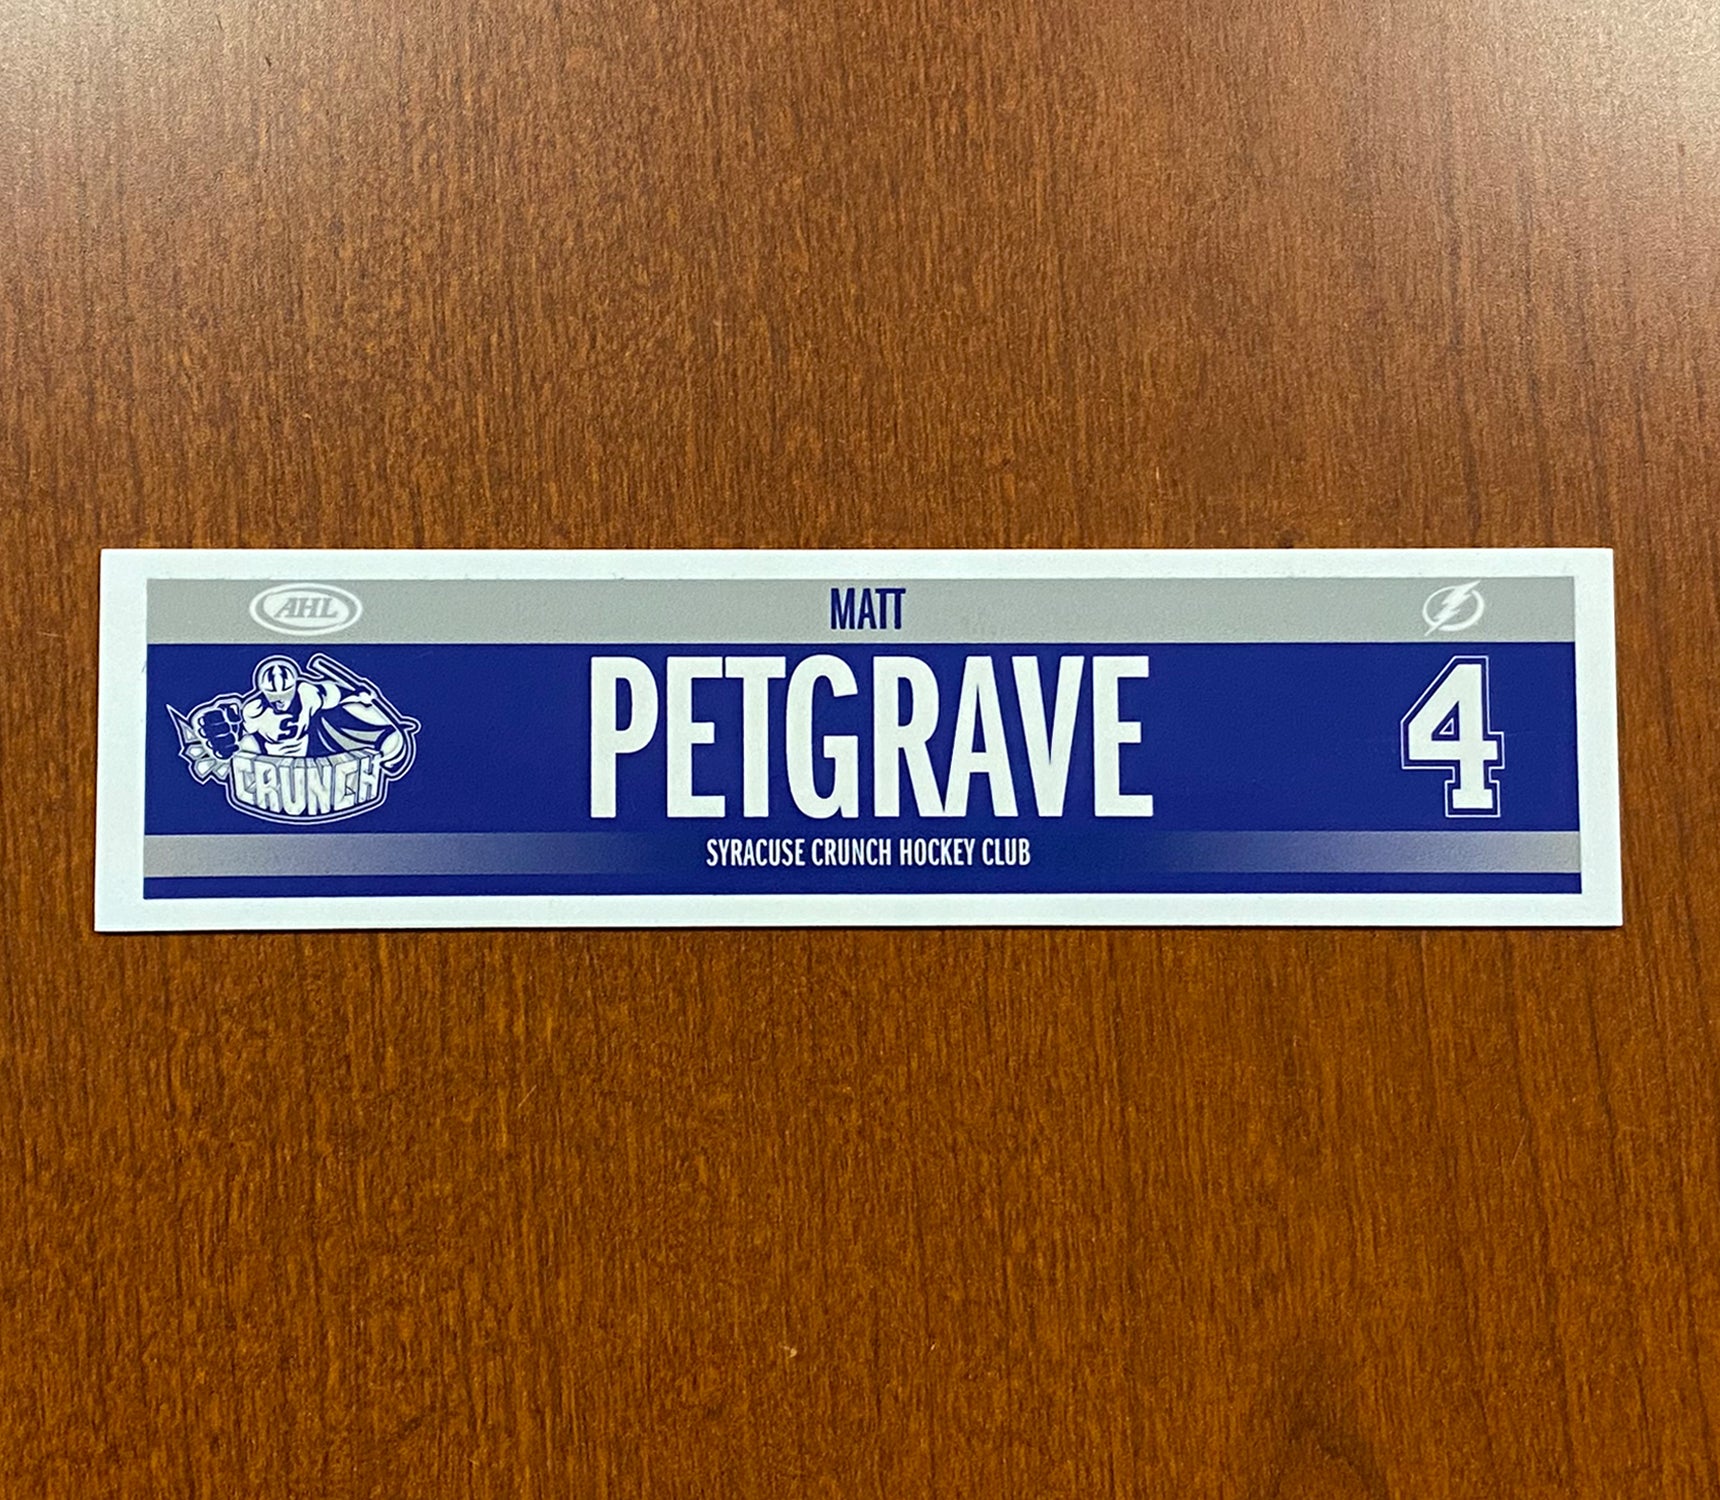 AHL
MATT
PETGRAVE
4
CRUNCH
SYRACUSE CRUNCH HOCKEY CLUB